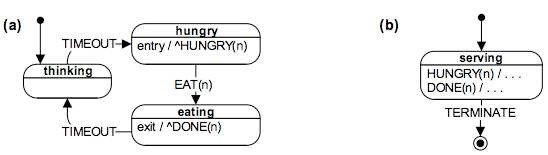 (a)
hungry
entry / ^HUNGRY(n)
TIMEOUT
thinking
EAT(n)
eating
exit / ^DONE(n)
TIMEOUT
(b)
serving
HUNGRY(n) / . . .
DONE(n) / . . .
TERMINATE